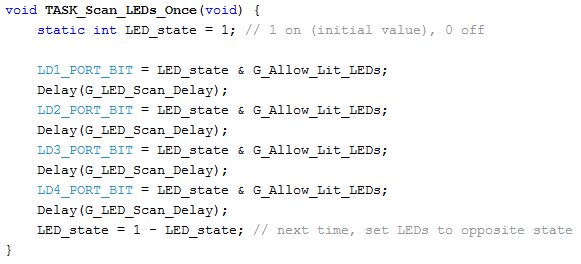 void TASK_Scan_LEDs_Once(void) {
static int LED_state = 1; // 1 on (initial value), 0 off
LD1_PORT_BIT = LED_state & G_Allow_Lit_LEDs;
Delay(G_LED_Scan_Delay);
LD2_PORT_BIT = LED_state & G_Allow_Lit_LEDs;
Delay(G_LED_Scan_Delay);
LD3_PORT_BIT = LED_state & G_Allow_Lit_LEDs;
Delay(G_LED_Scan_Delay);
LD4_PORT_BIT = LED_state & G_Allow_Lit_LEDs;
Delay(G_LED_Scan_Delay);
LED_state = 1 - LED_state; // next time, set LEDs to opposite state
}